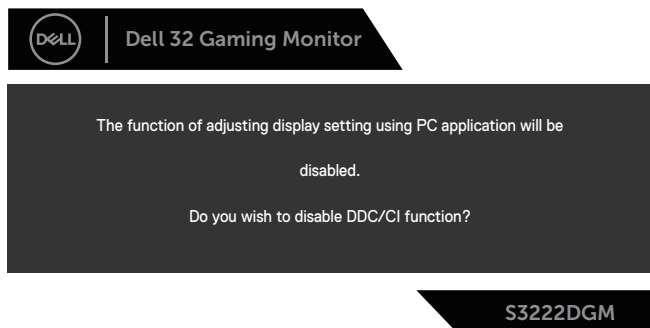 DELL
Dell 32 Gaming Monitor
The function of adjusting display setting using PC application will be
disabled.
Do you wish to disable DDC/CI function?
S3222DGM